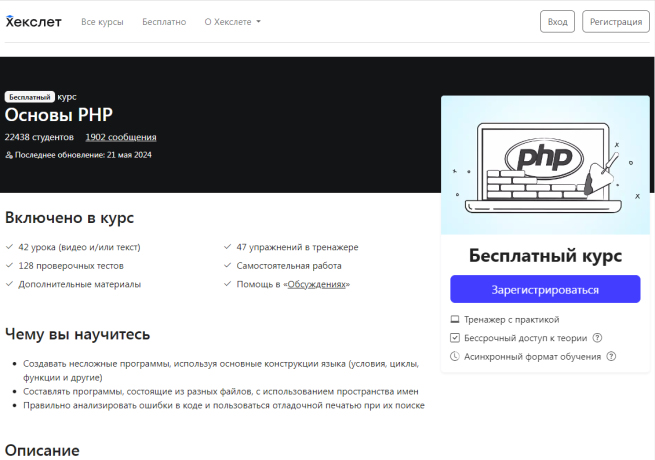 Хекслет Все курсы Бесплатно О Хекслете Вход Регистрация
Бесплатный курс
Основы PHP
22438 студентов 1902 сообщения
Последнее обновление: 21 мая 2024
php
Включено в курс
42 урока (видео и/или текст) 47 упражнений в тренажере
128 проверочных тестов Самостоятельная работа
Дополнительные материалы Помощь в «Обсуждениях»
Бесплатный курс
Зарегистрироваться
Тренажер с практикой
Бессрочный доступ к теории
Асинхронный формат обучения
Чему вы научитесь
Создавать несложные программы, используя основные конструкции языка (условия, циклы,
функции и другие)
Составлять программы, состоящие из разных файлов, с использованием пространства имен
Правильно анализировать ошибки в коде и пользоваться отладочной печатью при их поиске
Описание